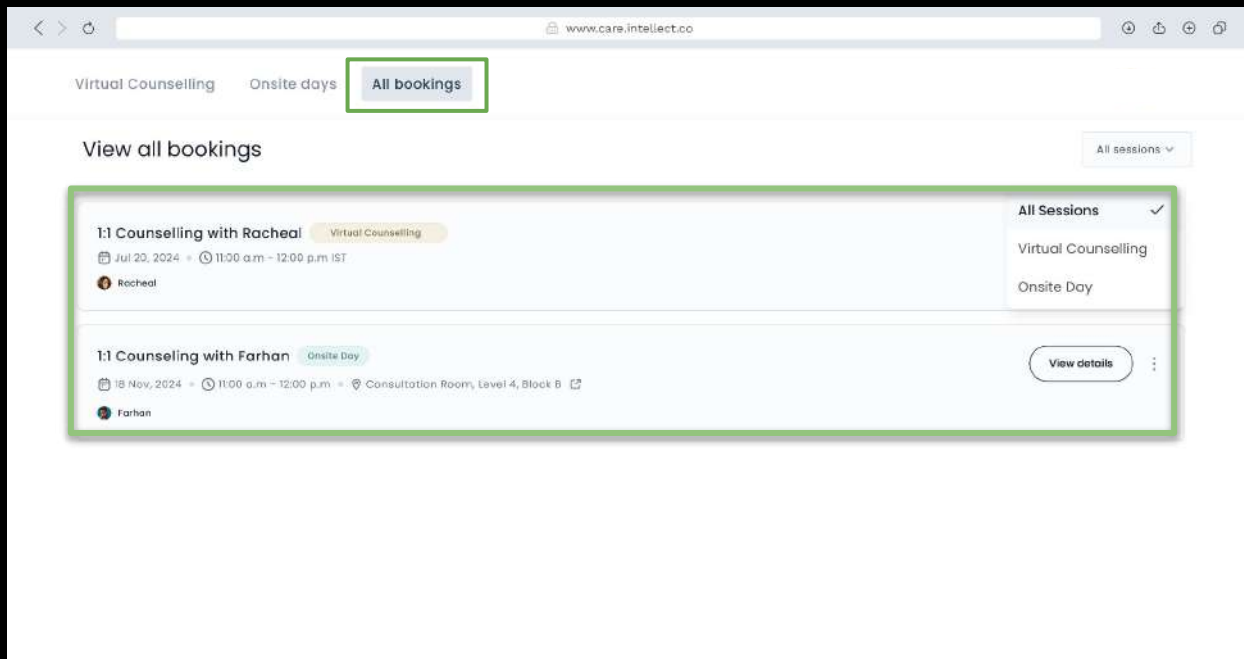 www.care.intellect.co
Virtual Counselling Onsite days All bookings
View all bookings
All sessions
1:1 Counselling with Racheal Virtual Counselling
Jul 20, 2024 11:00 a.m - 12:00 p.m IST
Racheal
All Sessions
Virtual Counselling
Onsite Day
1:1 Counseling with Farhan Onsite Day
18 Nov, 2024 11:00 a.m - 12:00 p.m Consultation Room, Level 4, Block B
Farhan
View details